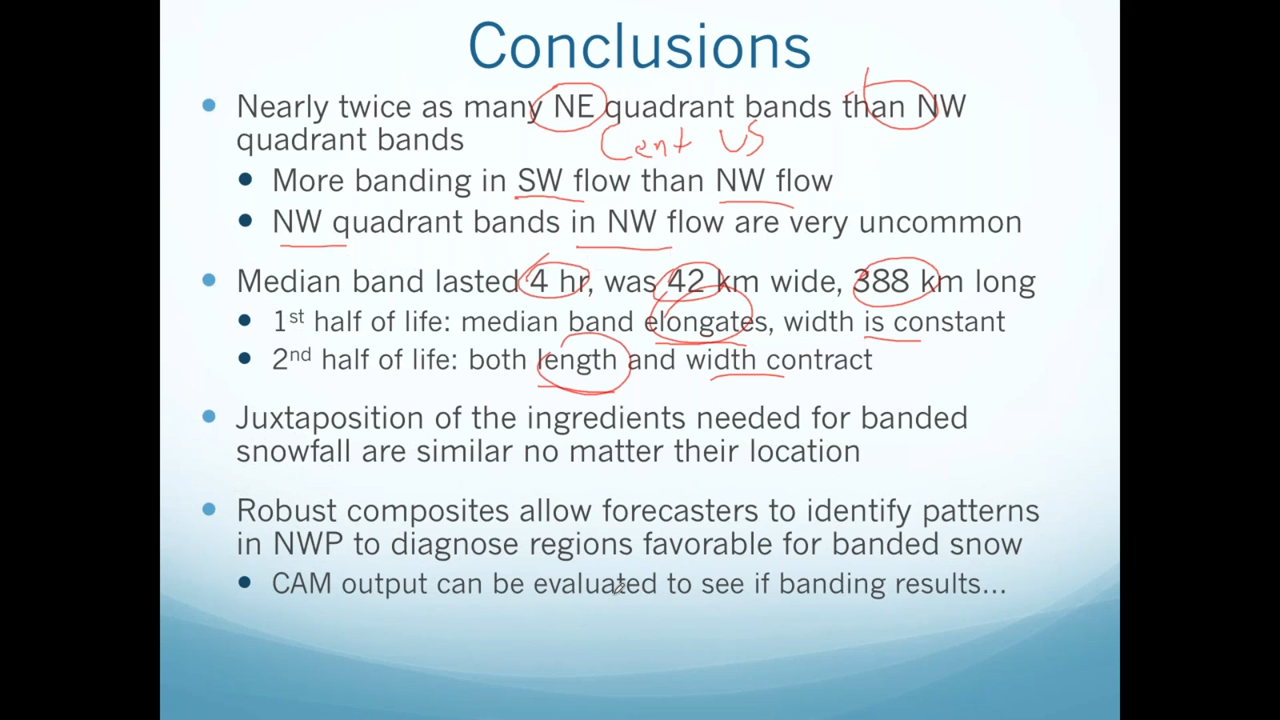 Conclusions
• Nearly twice as many NE quadrant bands than NW
quadrant bands
Cent US
• More banding in SW flow than NW flow
• NW quadrant bands in NW flow are very uncommon
• Median band lasted 4 hr, was 42 km wide, 388 km long
• 1st half of life: median band elongates, width is constant
• 2nd half of life: both length and width contract
• Juxtaposition of the ingredients needed for banded
snowfall are similar no matter their location
• Robust composites allow forecasters to identify patterns
in NWP to diagnose regions favorable for banded snow
• CAM output can be evaluated to see if banding results…